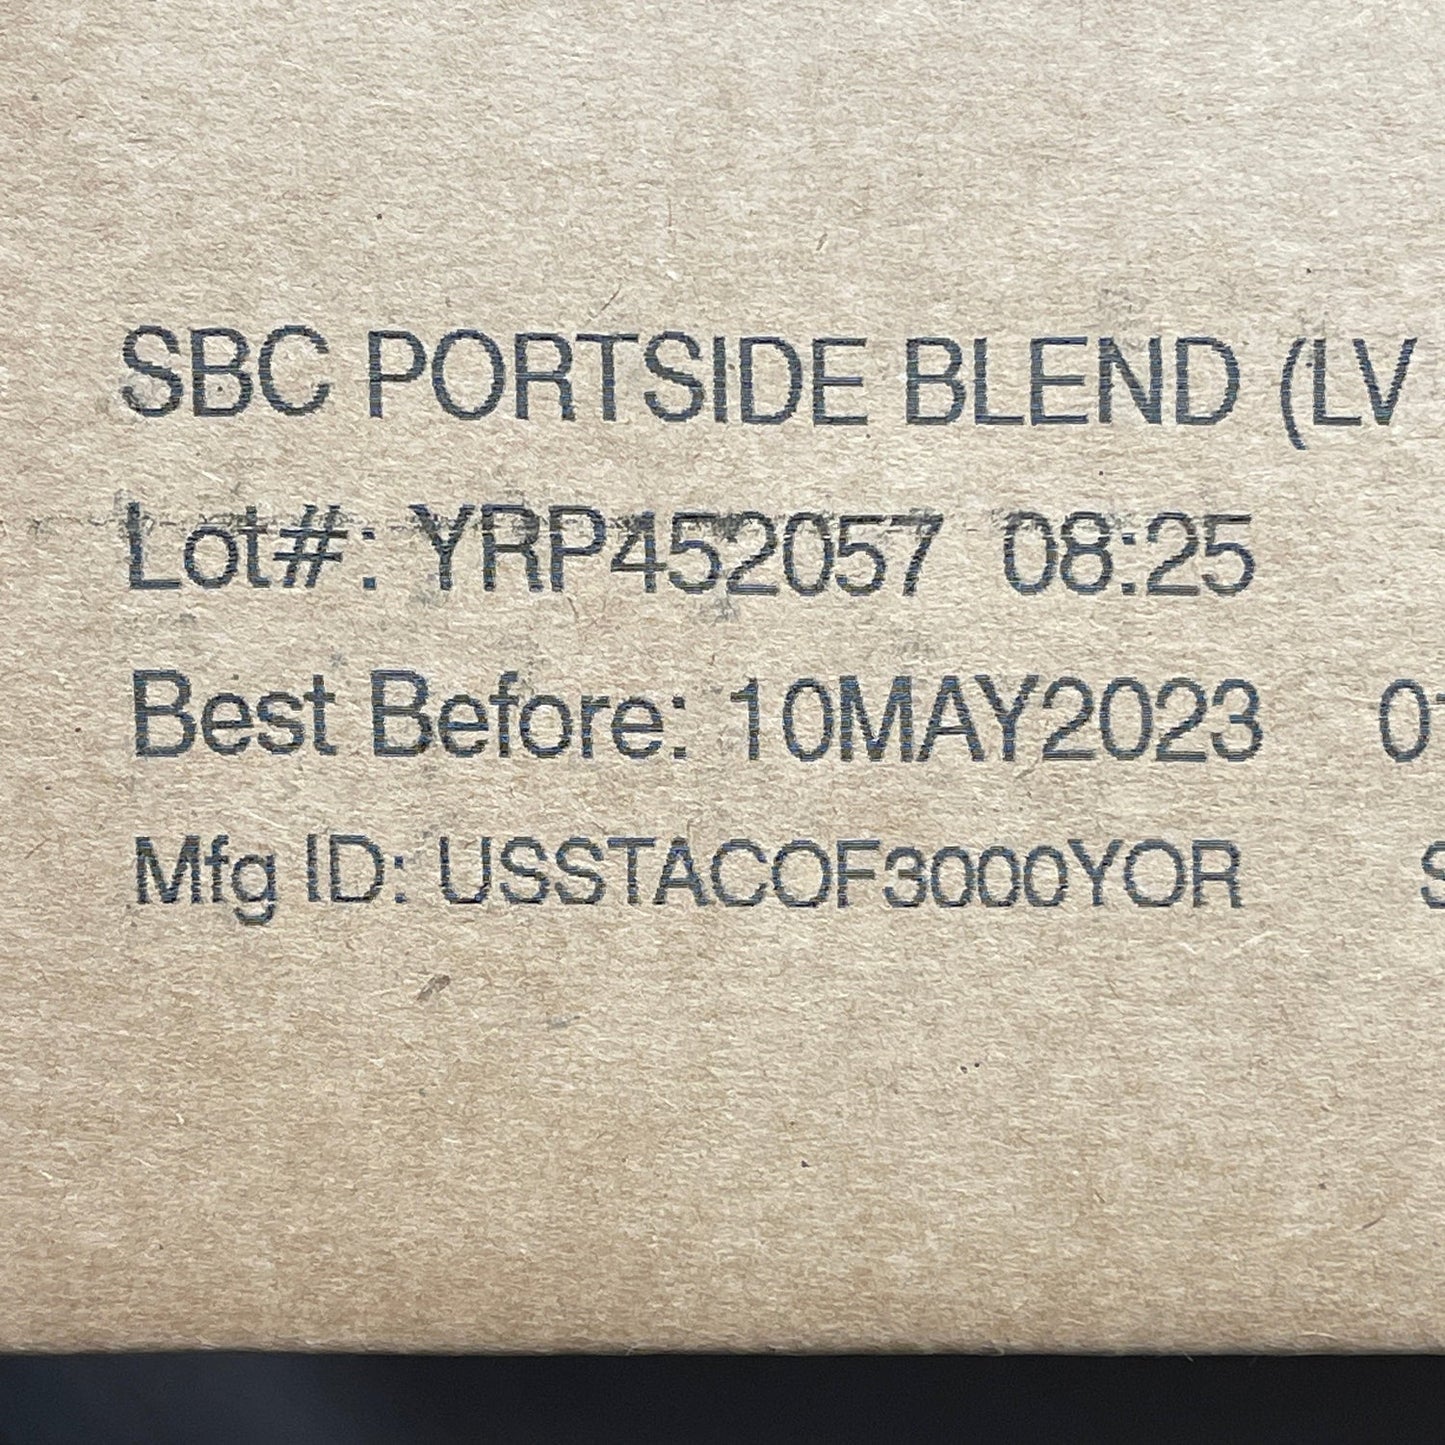 SBC PORTSIDE BLEND (LV
Lot#: YRP452057 08:25
Best Before: 10MAY2023
Mfg ID: USSTACOF3000YOR